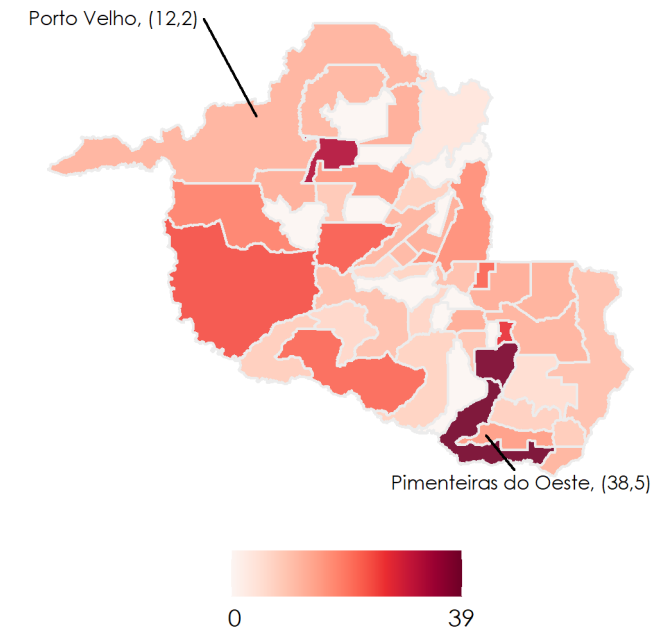 Porto Velho, (12,2)
Pimenteiras do Oeste, (38,5)
0
39